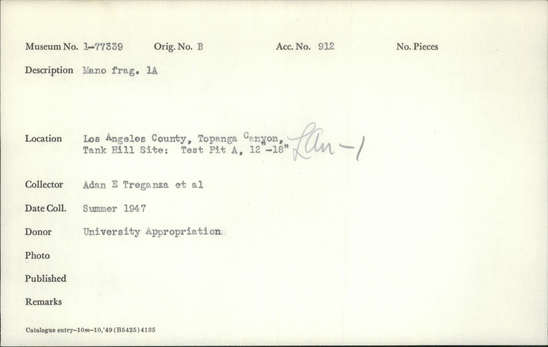 Museum No. 1-77339 Orig. No. B Acc. No. 912 No. Pieces
Description Mano frag, 1A
Location Los Angeles County, Topanga Canyon,
Tank Hill Site: Test Pit A, 12 -18" LAn-1
Collector Adan E Treganza et al
Date Coll. Summer 1947
Donor University Appropriation
Photo
Published
Remarks
Catalogue entry—10m—10,'49 (B5425) 4135